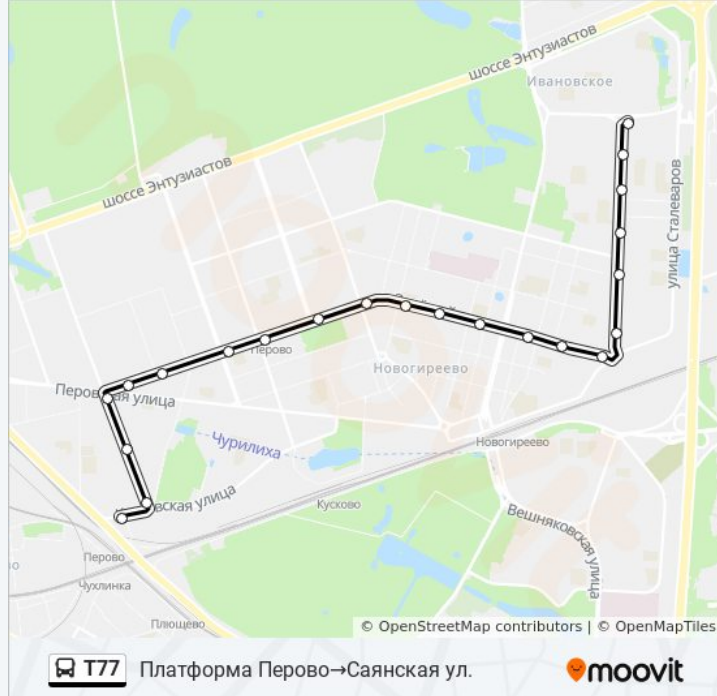 шоссе Энтузиастов
Ивановское
шоссе Энтузиастов
улица Сталеваров
Перово
Новогиреево
Перовская улица
Чурилиха
Новогиреево
Кусково
Вешняковская улица
Перово
Чухлинка
Плющево
© OpenStreetMap contributors | © OpenMapTiles
T77 Платформа Перово→Саянская ул.
moovit